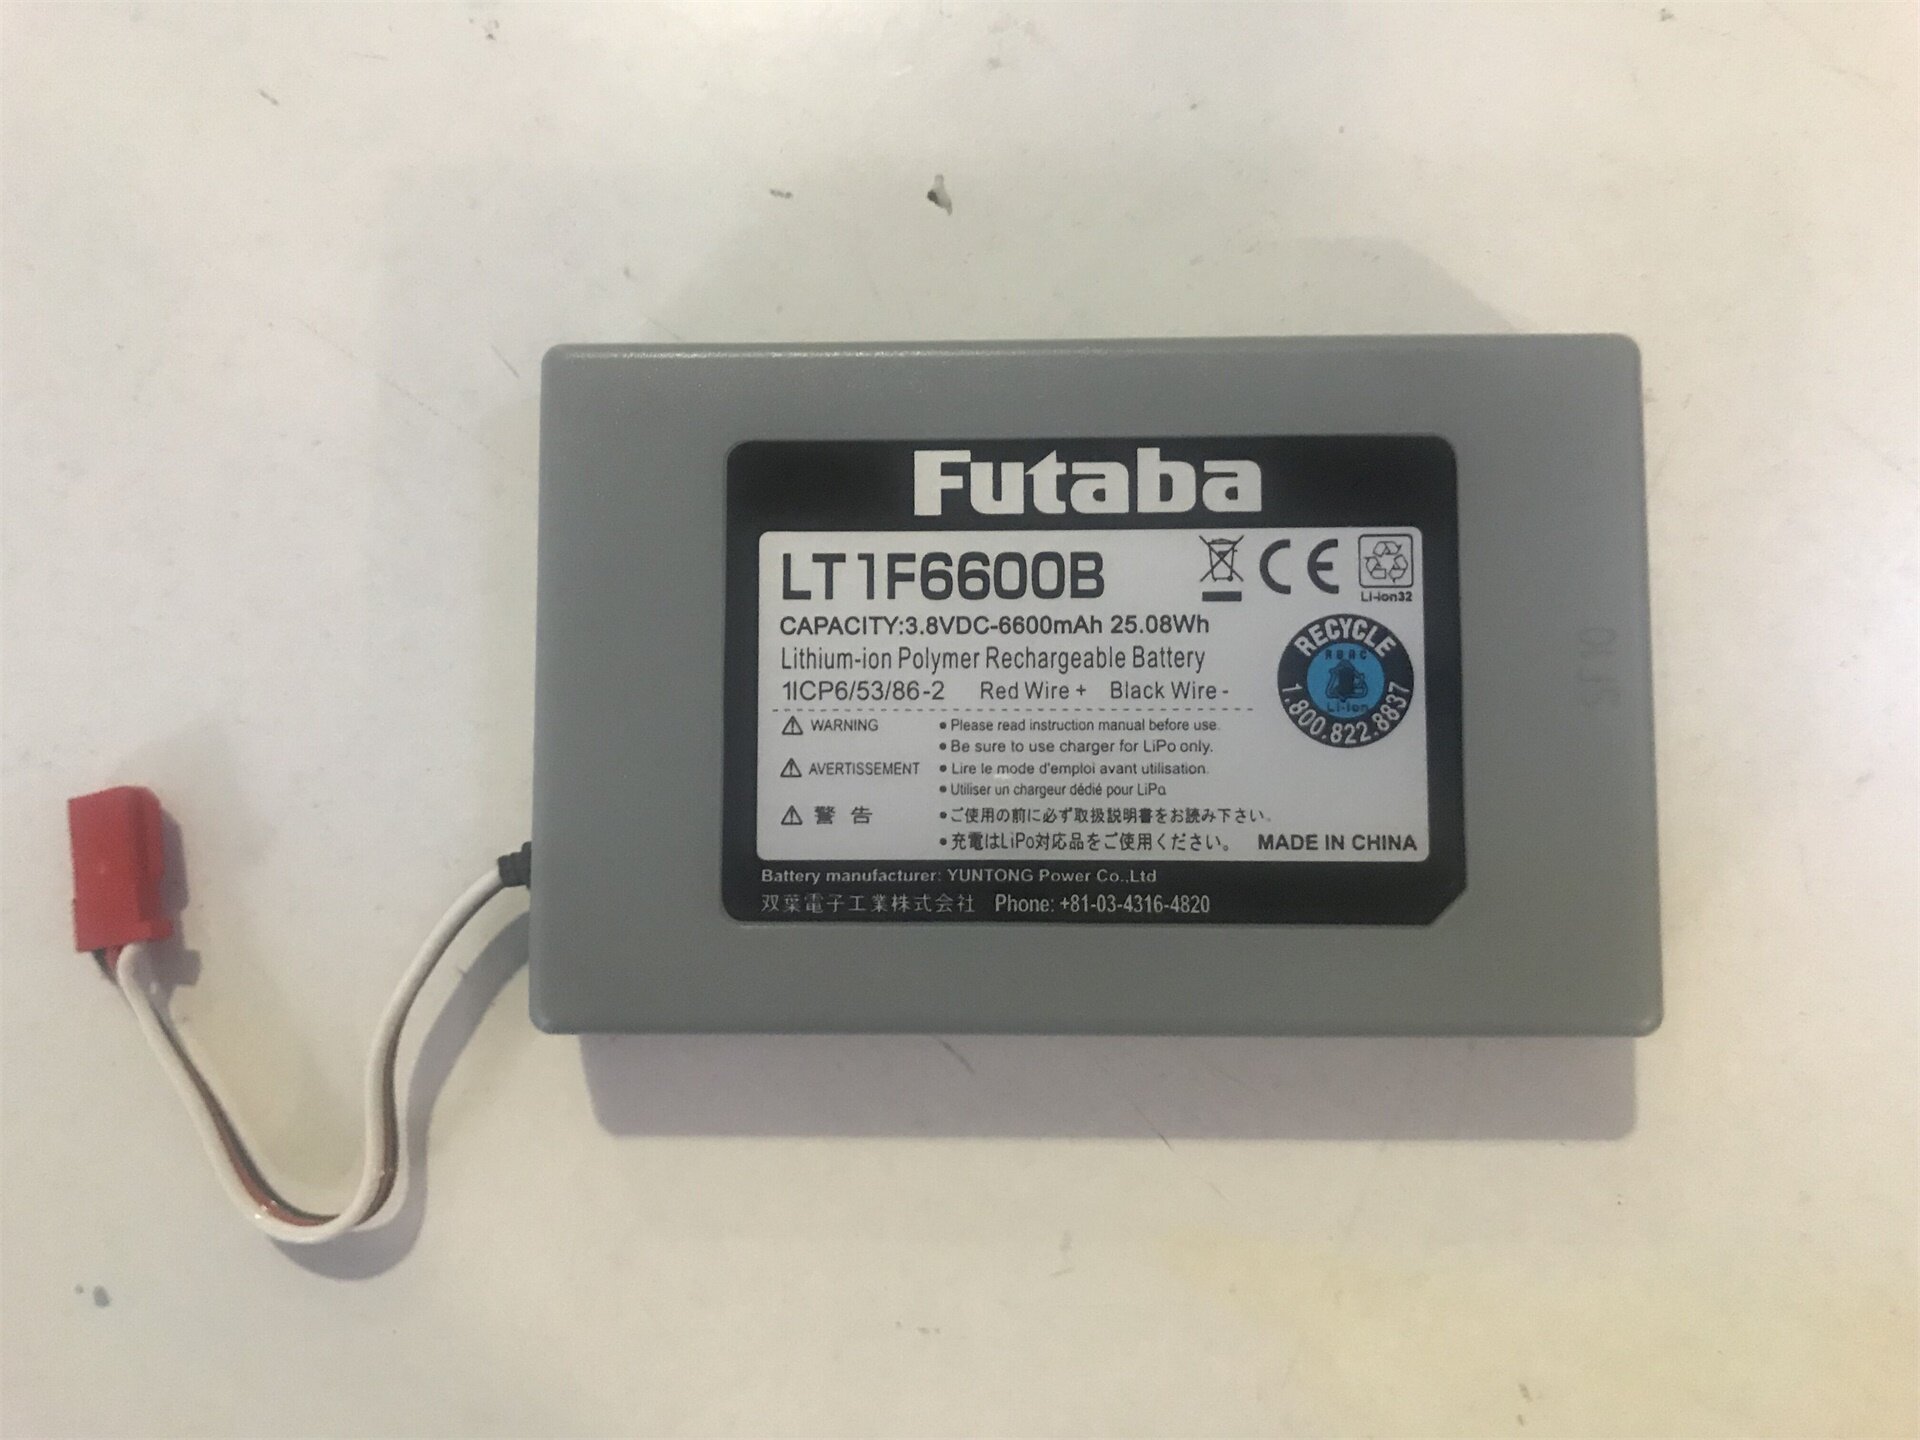 Futaba
LT1F6600B
CAPACITY:3.8VDC-6600mAh 25.08Wh
Lithium-ion Polymer Rechargeable Battery
1ICP6/53/86-2 Red Wire + Black Wire -
CE
Li-ion32
RECYCLE
RBRC
Li-ion
1.800.822.8837
⚠ WARNING • Please read instruction manual before use.
• Be sure to use charger for LiPo only.
⚠ AVERTISSEMENT • Lire le mode d'emploi avant utilisation.
• Utiliser un chargeur dédié pour LiPo
⚠ 警告 •ご使用の前に必ず取扱説明書をお読み下さい。
•充電はLiPo対応品をご使用ください。 MADE IN CHINA
Battery manufacturer: YUNTONG Power Co.,Ltd
双葉電子工業株式会社 Phone: +81-03-4316-4820